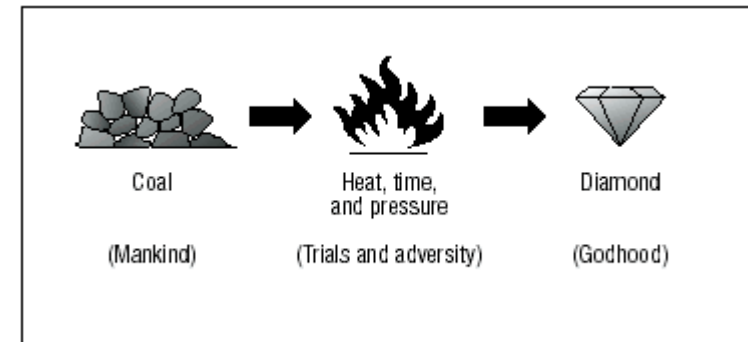 Coal
Heat, time,
and pressure
Diamond
(Mankind)
(Trials and adversity)
(Godhood)